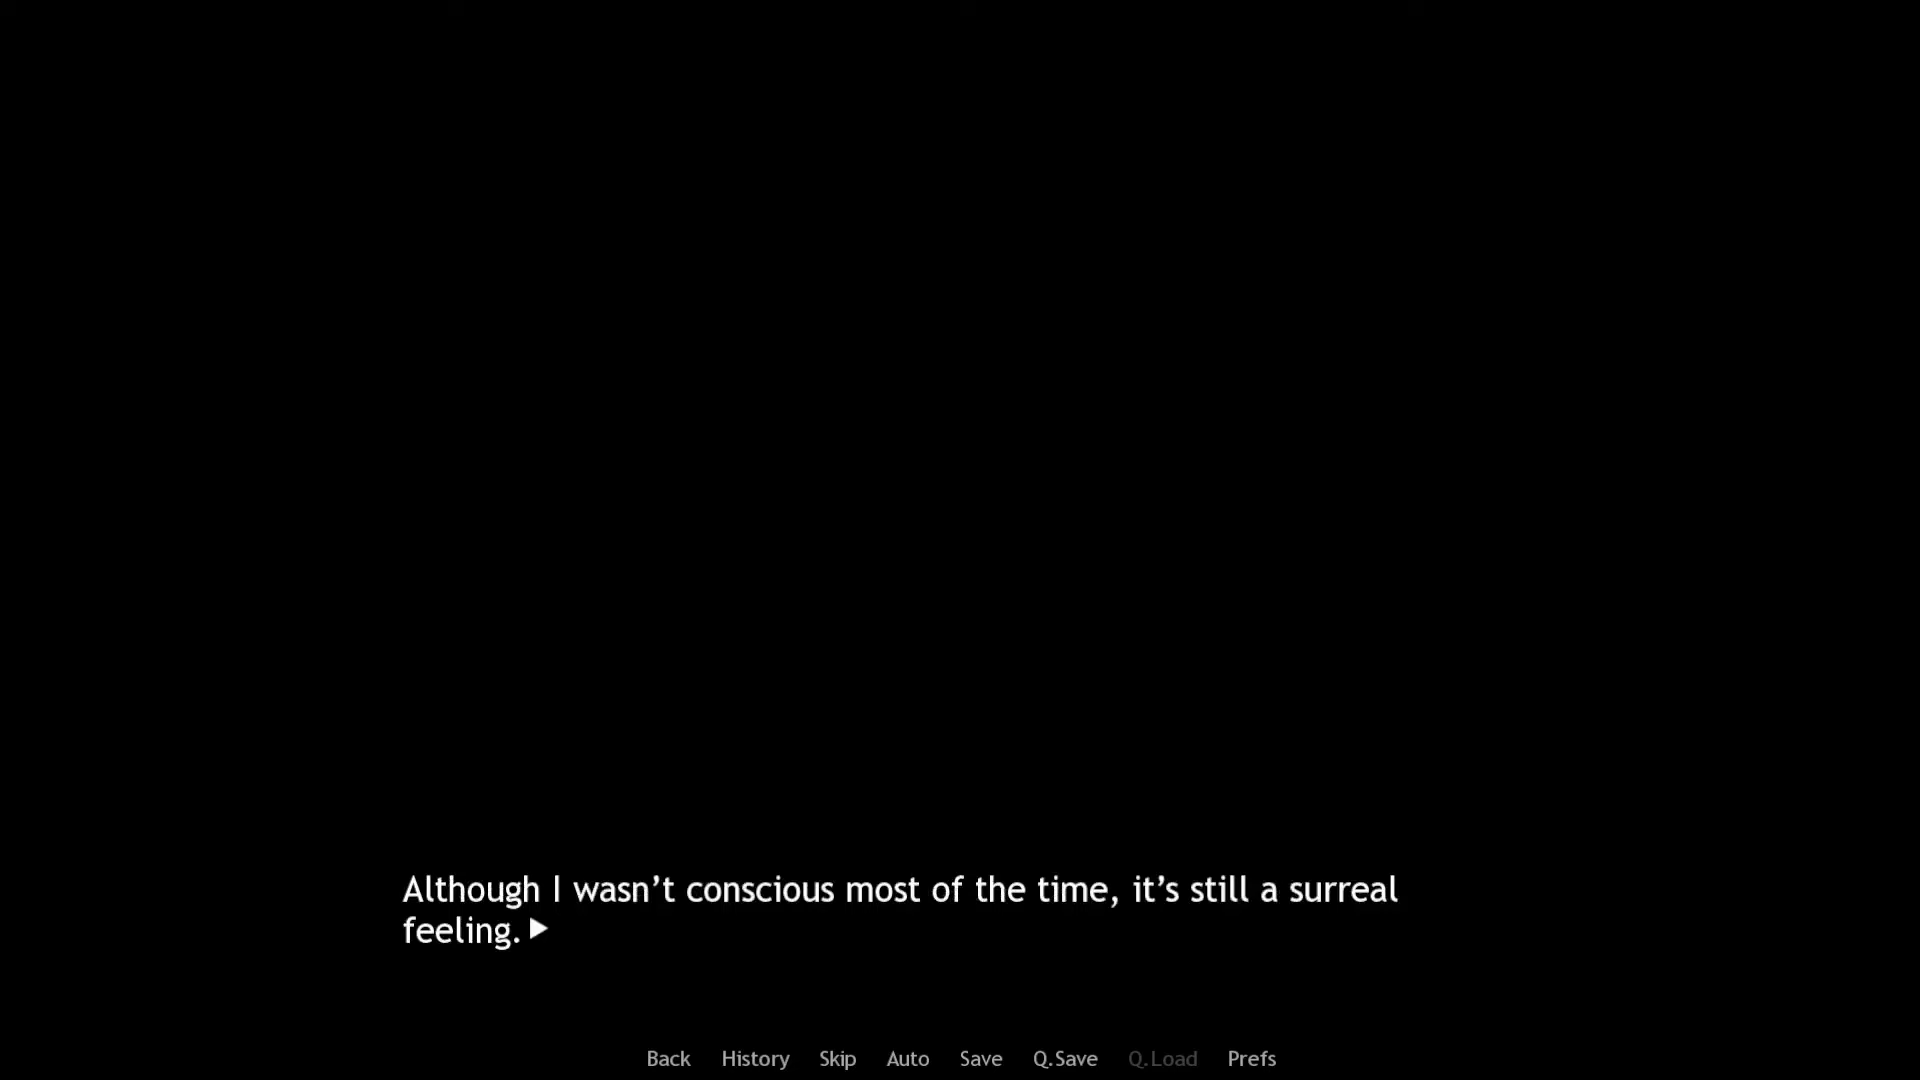 Although I wasn’t conscious most of the time, it’s still a surreal
feeling.
Back History Skip Auto Save Q.Save Q.Load Prefs